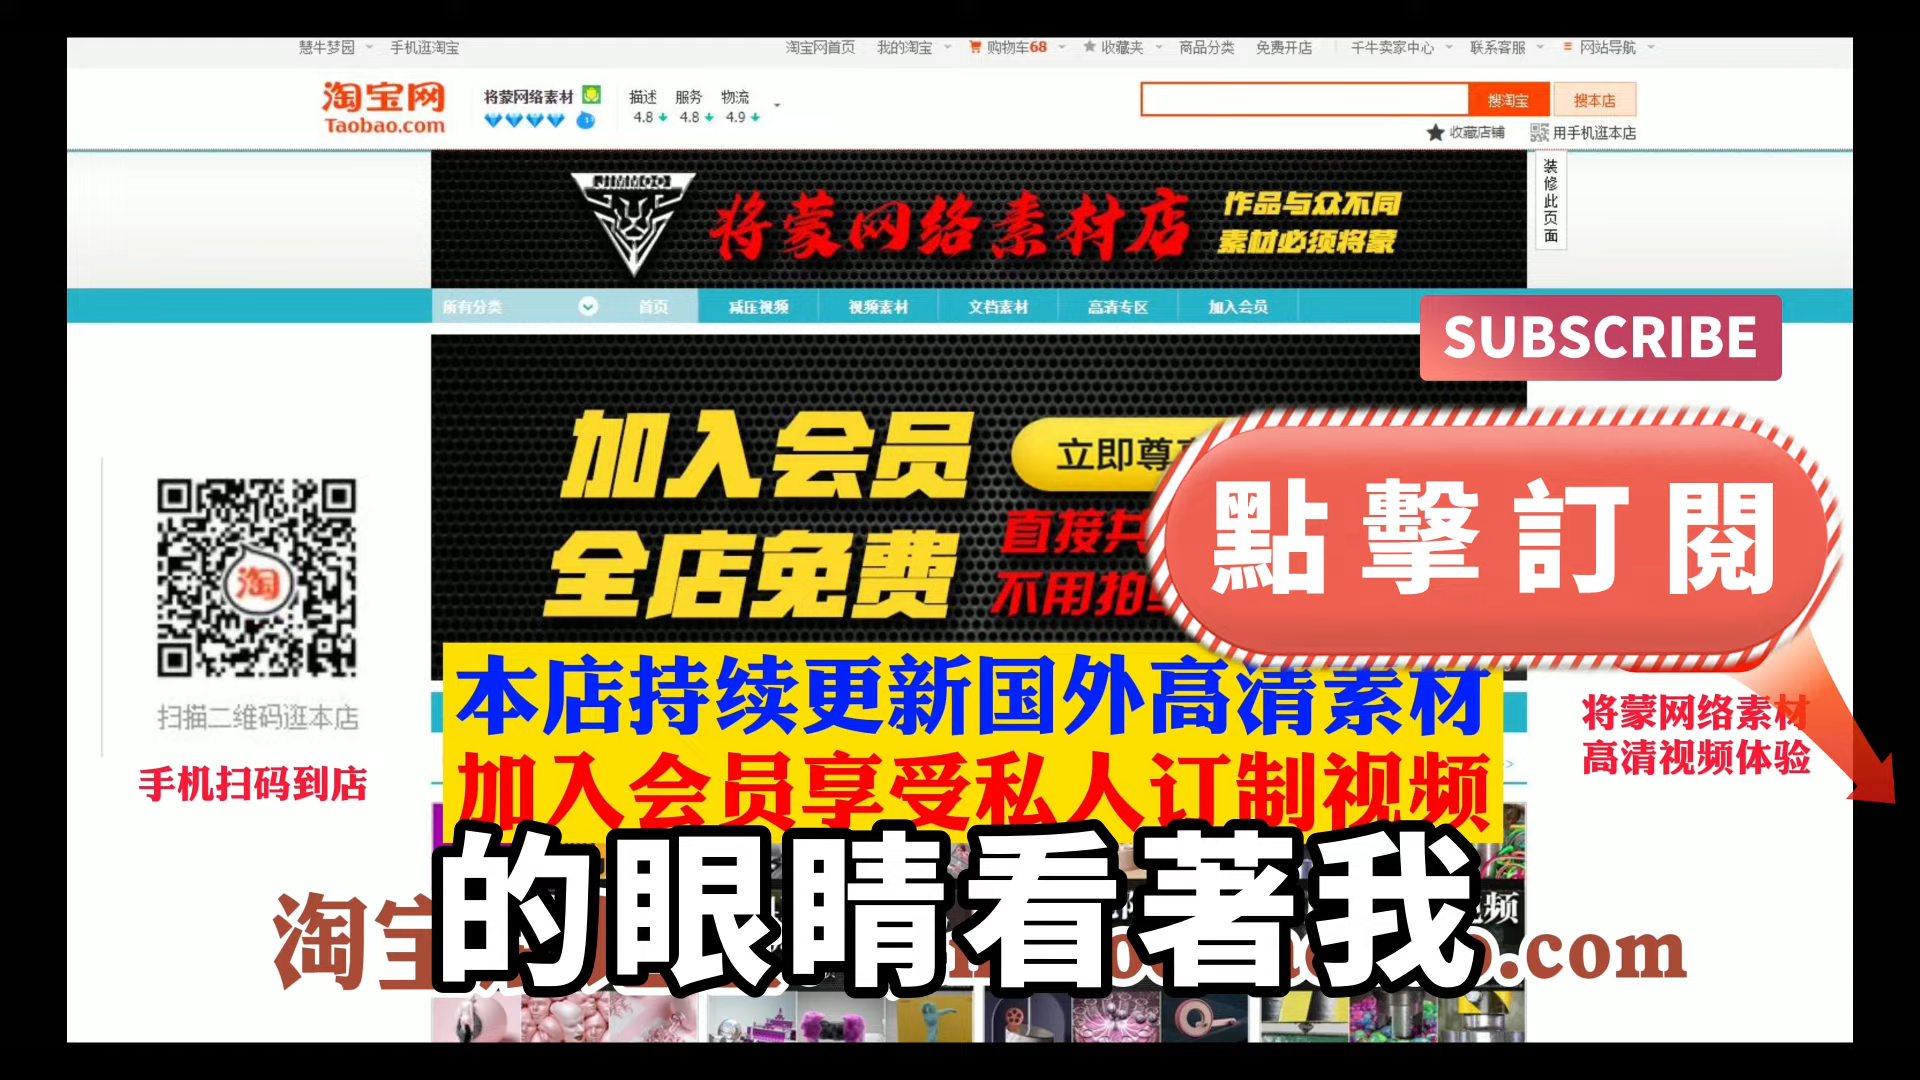 慧牛梦园 手机逛淘宝 淘宝网首页 我的淘宝 购物车68 收藏夹 商品分类 免费开店 千牛卖家中心 联系客服 网站导航
淘宝网
Taobao.com
将蒙网络素材
描述 服务 物流
4.8 4.8 4.9
搜淘宝 搜本店
收藏店铺 用手机逛本店
装修此页面
将蒙网络素材店
作品与众不同
素材必须将蒙
所有分类 首页 减压视频 视频素材 文档素材 高清专区 加入会员
SUBSCRIBE
加入会员
立即尊
全店免费
直接共
不用拍
點擊訂閱
淘
扫描二维码逛本店
手机扫码到店
本店持续更新国外高清素材
加入会员享受私人订制视频
将蒙网络素材
高清视频体验
的眼睛看著我
淘宝
.com
视频